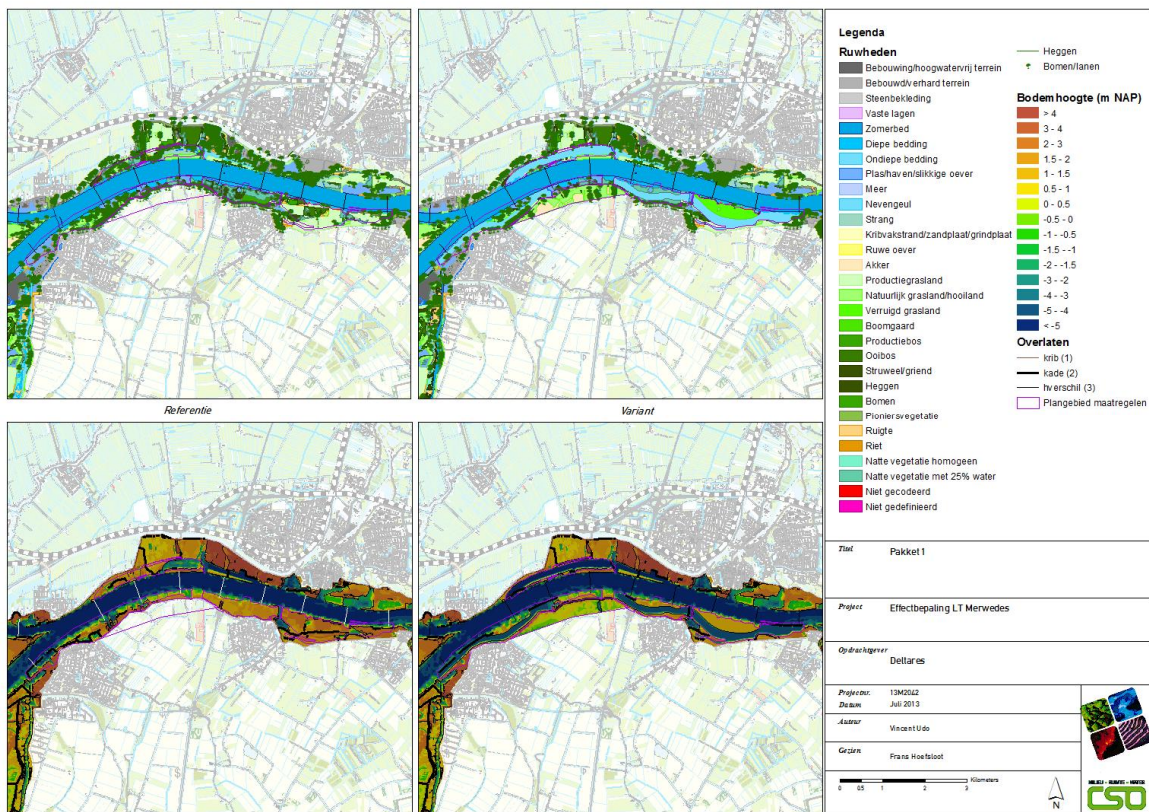 Referentie
Variant
Legenda
Ruwheden
Bebouwing/hoogwatervrij terrein
Bebouwd/verhard terrein
Steenbekleding
Vaste lagen
Zomerbed
Diepe bedding
Ondiepe bedding
Plas/haven/slikkige oever
Meer
Nevengeul
Strang
Kribvakstrand/zandplaat/grindplaat
Ruwe oever
Akker
Productiegrasland
Natuurlijk grasland/hooiland
Verruigd grasland
Boomgaard
Productiebos
Ooibos
Struweel/griend
Heggen
Bomen
Pioniersvegetatie
Ruigte
Riet
Natte vegetatie homogeen
Natte vegetatie met 25% water
Niet gecodeerd
Niet gedefinieerd
Heggen
Bomen/lanen
Bodemhoogte (m NAP)
> 4
3 - 4
2 - 3
1.5 - 2
1 - 1.5
0.5 - 1
0 - 0.5
-0.5 - 0
-1 - -0.5
-1.5 - -1
-2 - -1.5
-3 - -2
-4 - -3
-5 - -4
< -5
Overlaten
krib (1)
kade (2)
hverschil (3)
Plangebied maatregelen
Titel Pakket 1
Project Effectbepaling LT Merwedes
Opdrachtgever
Deltares
Projectnr. 13M2042
Datum Juli 2013
Auteur
Vincent Udo
Gezien
Frans Hoefsloot
Kilometers
0 0.5 1 2 3
N
MILIEU - RUIMTE - WATER
CSO